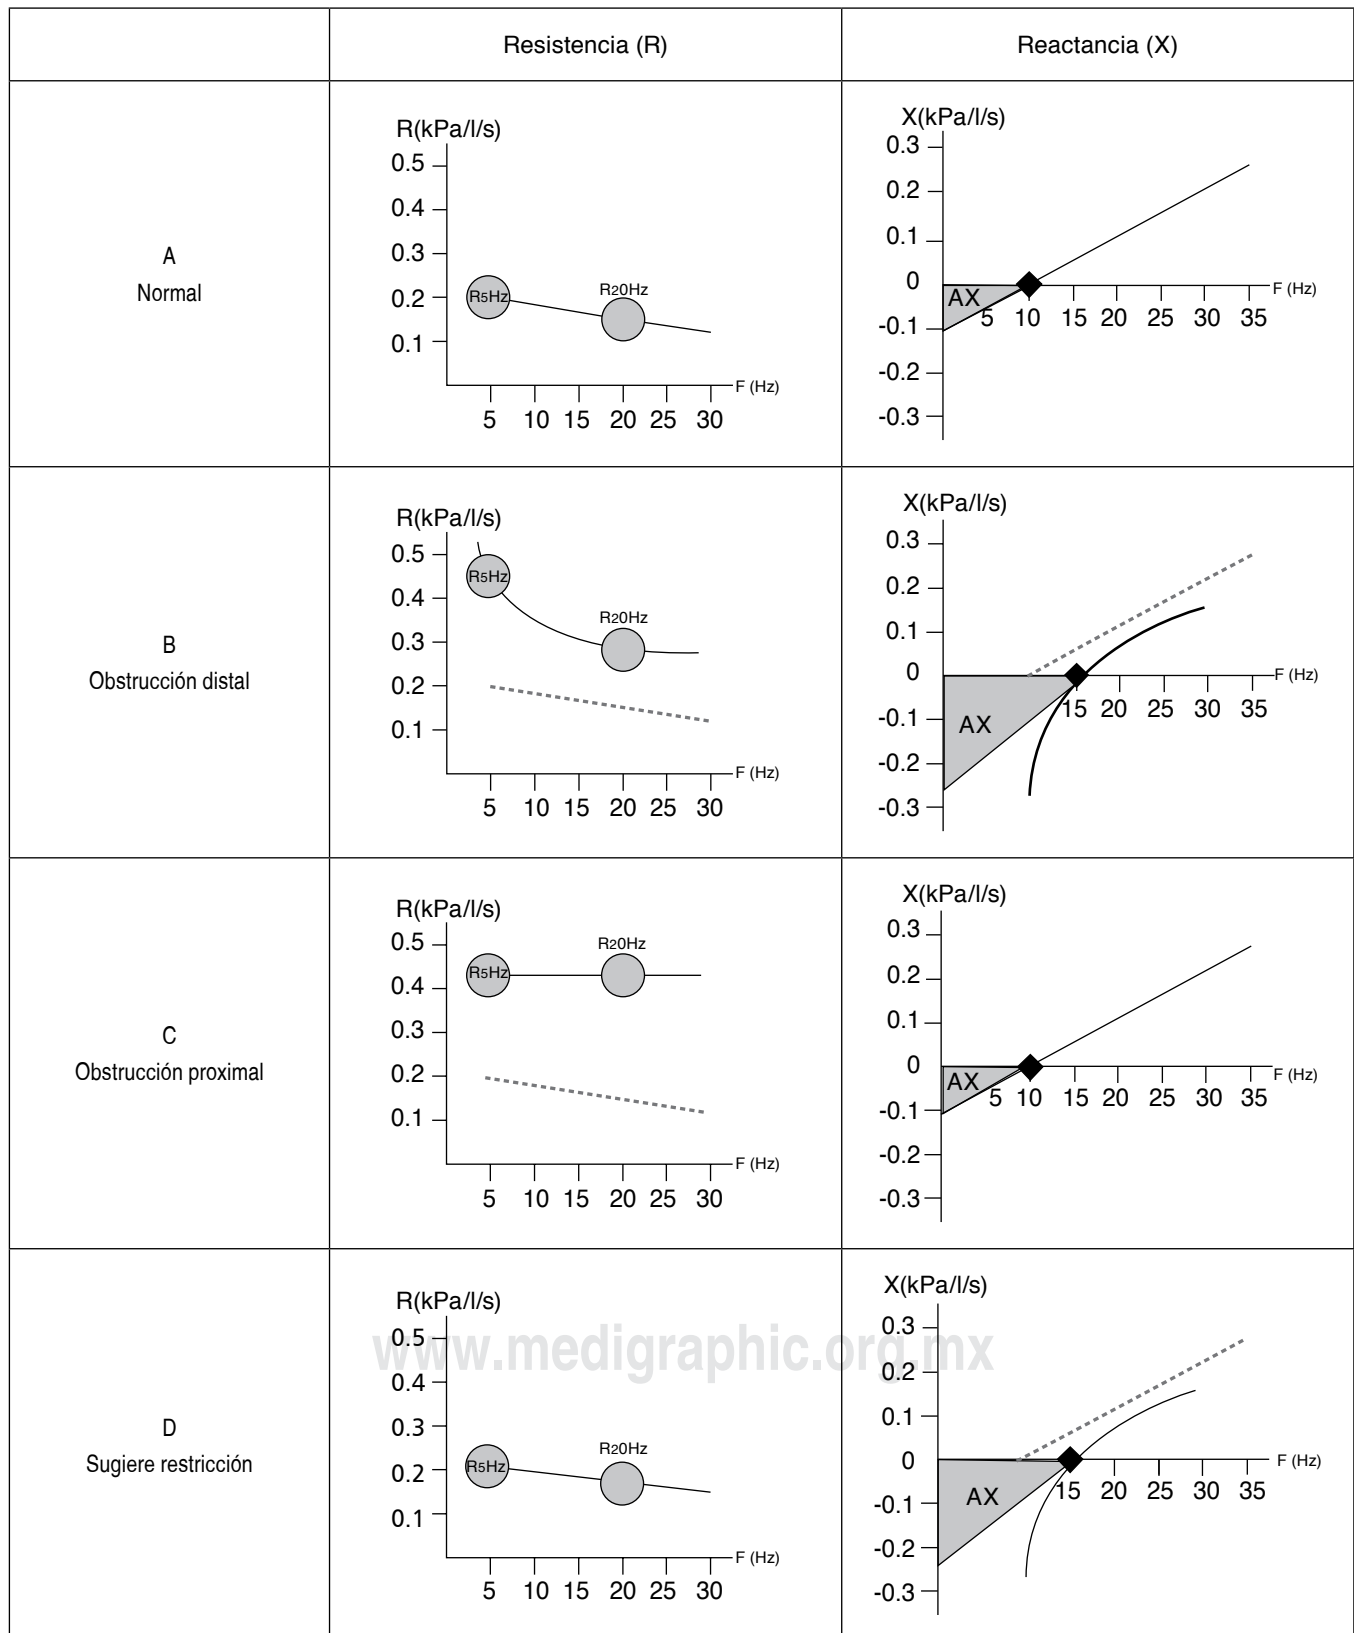 Resistencia (R)
Reactancia (X)
A
Normal
R(kPa/l/s)
0.5
0.4
0.3
0.2
0.1
R5Hz
R20Hz
F (Hz)
5 10 15 20 25 30
X(kPa/l/s)
0.3
0.2
0.1
0
-0.1
-0.2
-0.3
AX
F (Hz)
5 10 15 20 25 30 35
B
Obstrucción distal
R(kPa/l/s)
0.5
0.4
0.3
0.2
0.1
R5Hz
R20Hz
F (Hz)
5 10 15 20 25 30
X(kPa/l/s)
0.3
0.2
0.1
0
-0.1
-0.2
-0.3
AX
F (Hz)
15 20 25 30 35
C
Obstrucción proximal
R(kPa/l/s)
0.5
0.4
0.3
0.2
0.1
R5Hz
R20Hz
F (Hz)
5 10 15 20 25 30
X(kPa/l/s)
0.3
0.2
0.1
0
-0.1
-0.2
-0.3
AX
F (Hz)
5 10 15 20 25 30 35
D
Sugiere restricción
R(kPa/l/s)
0.5
0.4
0.3
0.2
0.1
R5Hz
R20Hz
F (Hz)
5 10 15 20 25 30
X(kPa/l/s)
0.3
0.2
0.1
0
-0.1
-0.2
-0.3
AX
F (Hz)
15 20 25 30 35
www.medigraphic.org.mx